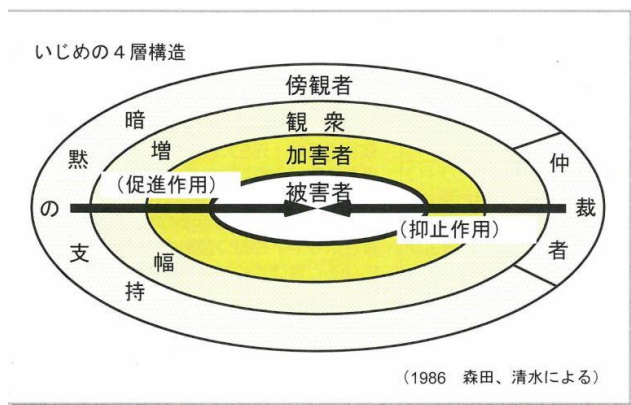 いじめの４層構造
傍観者
観 衆
加害者
被害者
暗黙の支持
増幅
（促進作用）
（抑止作用）
仲裁者
（1986　森田、清水による）